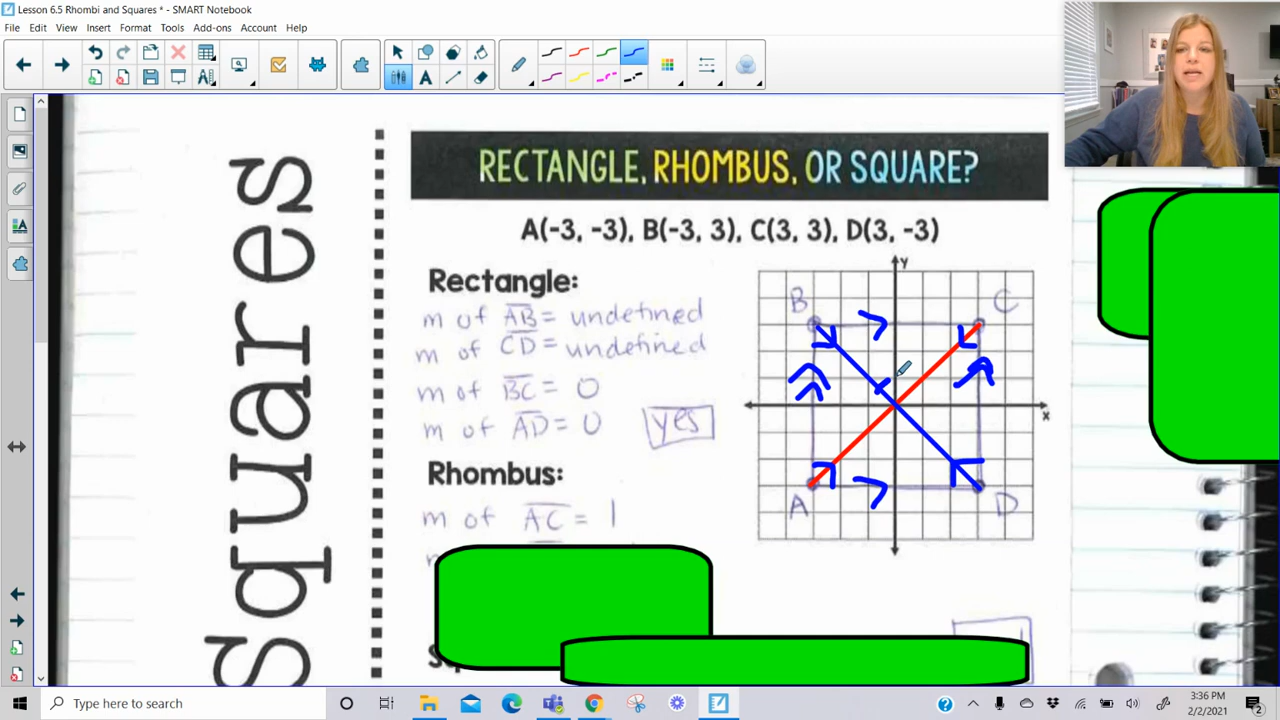 Lesson 6.5 Rhombi and Squares * - SMART Notebook
File Edit View Insert Format Tools Add-ons Account Help
Squares
RECTANGLE, RHOMBUS, OR SQUARE?
A(-3, -3), B(-3, 3), C(3, 3), D(3, -3)
Rectangle:
m of AB = undefined
m of CD = undefined
m of BC = 0
m of AD = 0 yes
Rhombus:
m of AC = 1
y
B C
x
A D
Type here to search
3:36 PM
2/2/2021